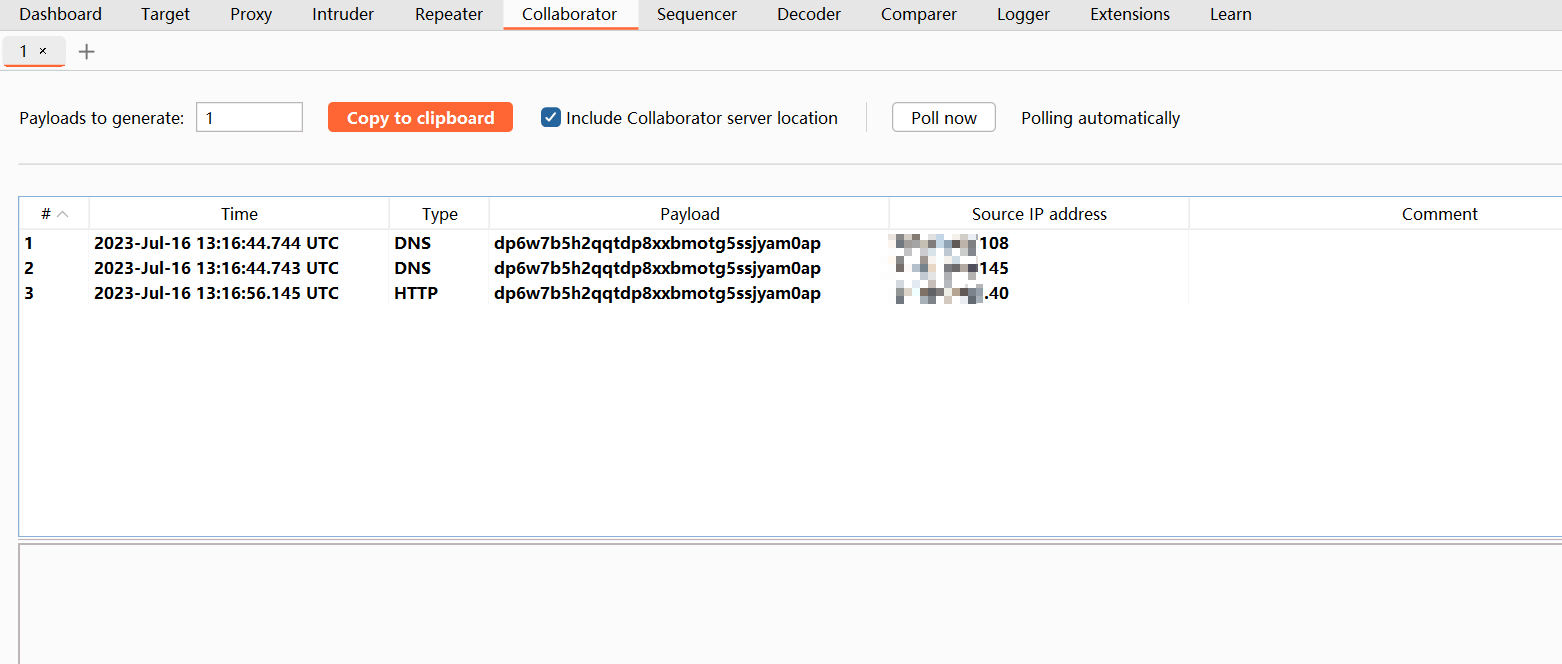 Dashboard Target Proxy Intruder Repeater Collaborator Sequencer Decoder Comparer Logger Extensions Learn
1 × +
Payloads to generate: 1 Copy to clipboard Include Collaborator server location Poll now Polling automatically
# Time Type Payload Source IP address Comment
1 2023-Jul-16 13:16:44.744 UTC DNS dp6w7b5h2qqtdp8xxbmotg5ssjyam0ap 108
2 2023-Jul-16 13:16:44.743 UTC DNS dp6w7b5h2qqtdp8xxbmotg5ssjyam0ap 145
3 2023-Jul-16 13:16:56.145 UTC HTTP dp6w7b5h2qqtdp8xxbmotg5ssjyam0ap .40